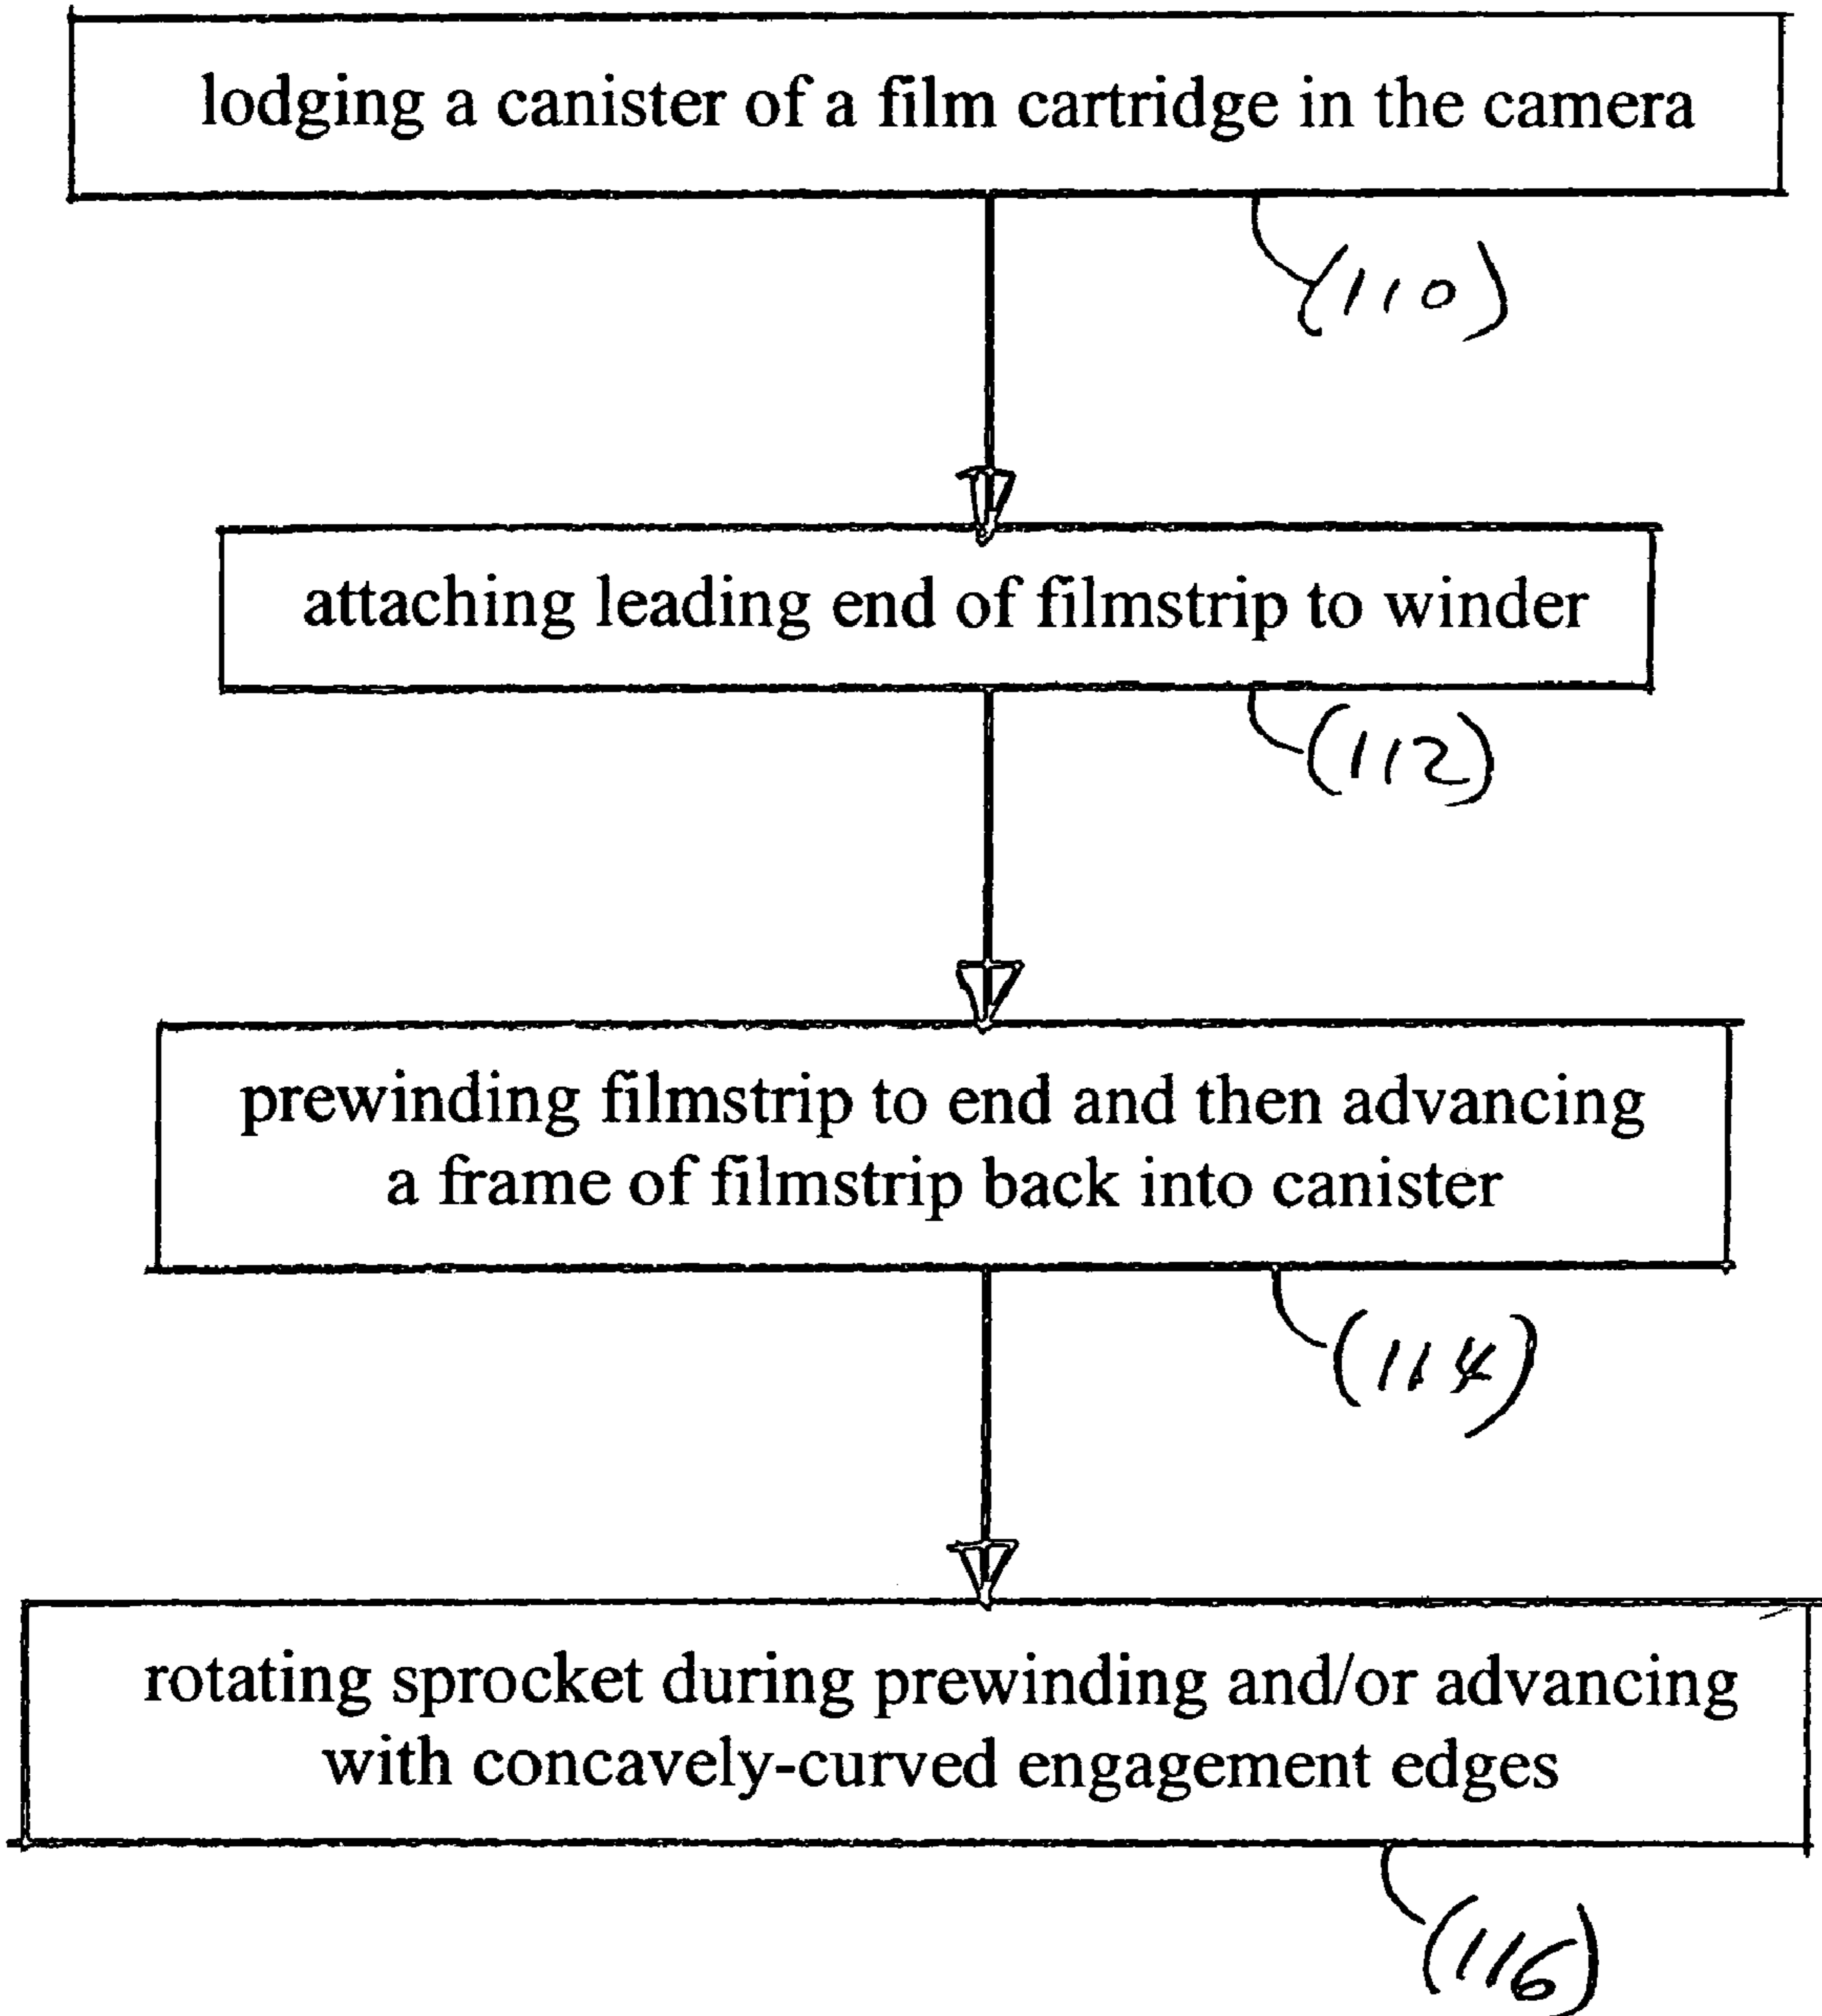 lodging a canister of a film cartridge in the camera
(110)
attaching leading end of filmstrip to winder
(112)
prewinding filmstrip to end and then advancing
a frame of filmstrip back into canister
(114)
rotating sprocket during prewinding and/or advancing
with concavely-curved engagement edges
(116)